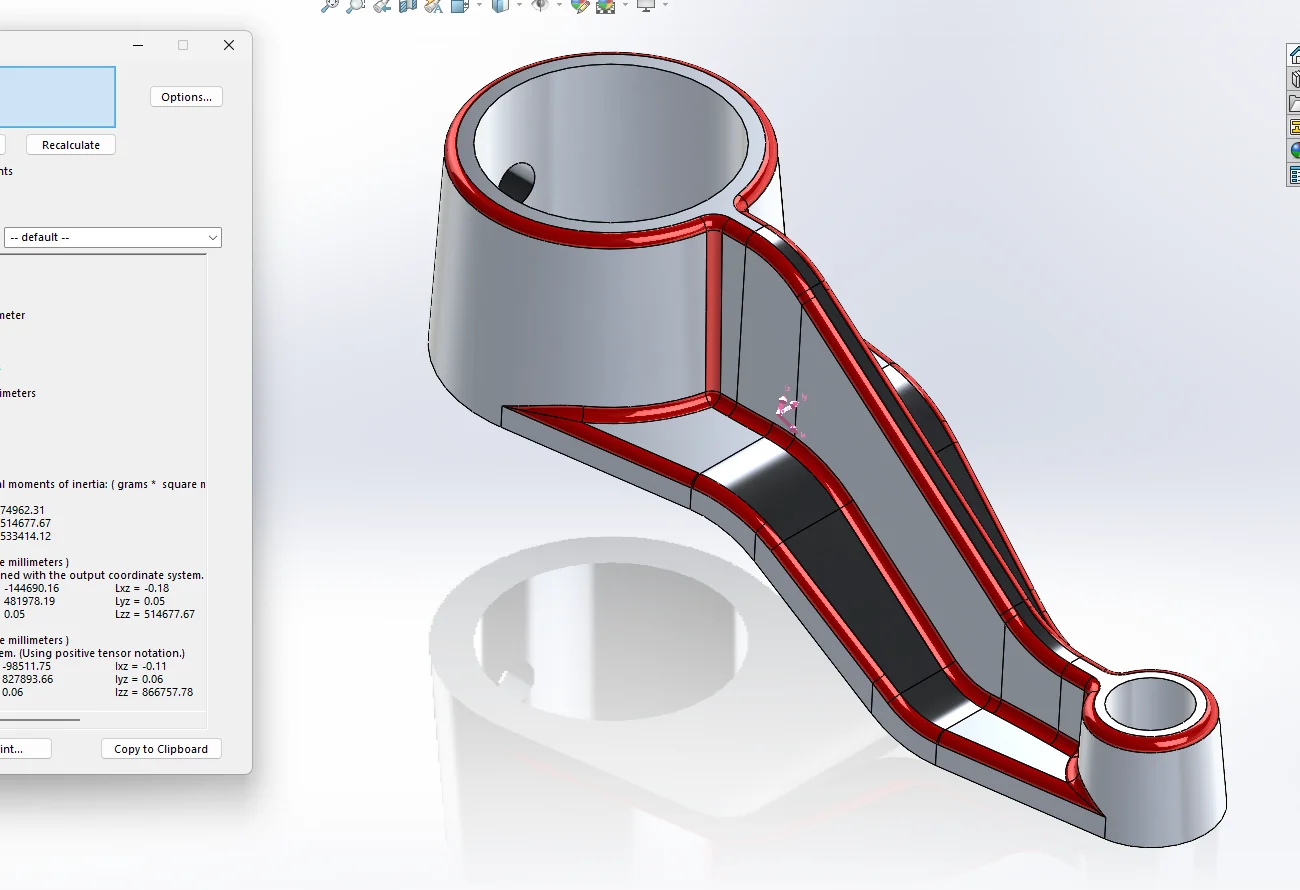 Options...
Recalculate
nts
-- default --
meter
imeters
al moments of inertia: ( grams *  square m
74962.31
514677.67
533414.12
e millimeters )
ned with the output coordinate system.
-144690.16 Lxz = -0.18
481978.19 Lyz = 0.05
0.05 Lzz = 514677.67
e millimeters )
em. (Using positive tensor notation.)
-98511.75 Ixz = -0.11
827893.66 Iyz = 0.06
0.06 Izz = 866757.78
int... Copy to Clipboard